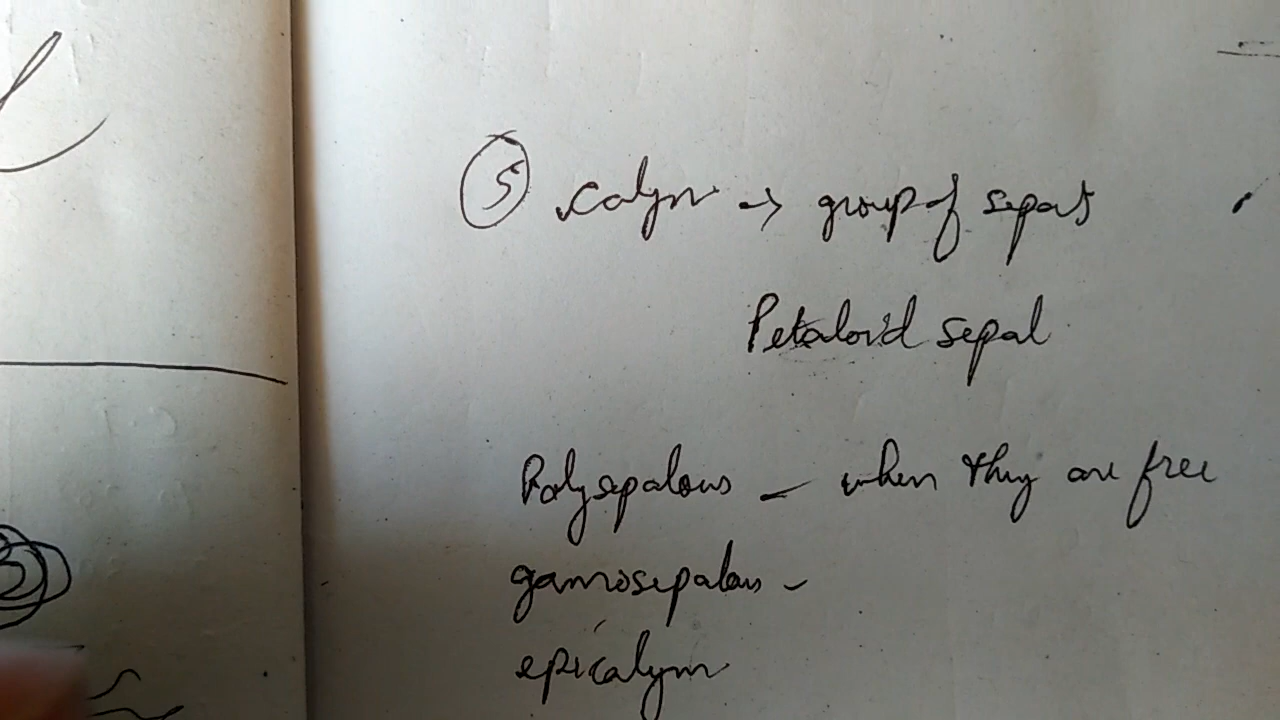 ⑤ Calyx → group of sepals
Petaloid sepal
Polysepalous – when they are free
gamosepalous –
epicalyx